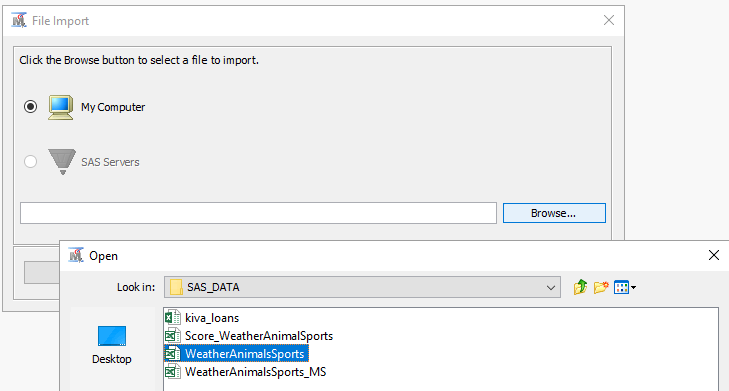 File Import
Click the Browse button to select a file to import.
My Computer
SAS Servers
Browse...
Open
Look in: SAS_DATA
Desktop
kiva_loans
Score_WeatherAnimalSports
WeatherAnimalsSports
WeatherAnimalsSports_MS